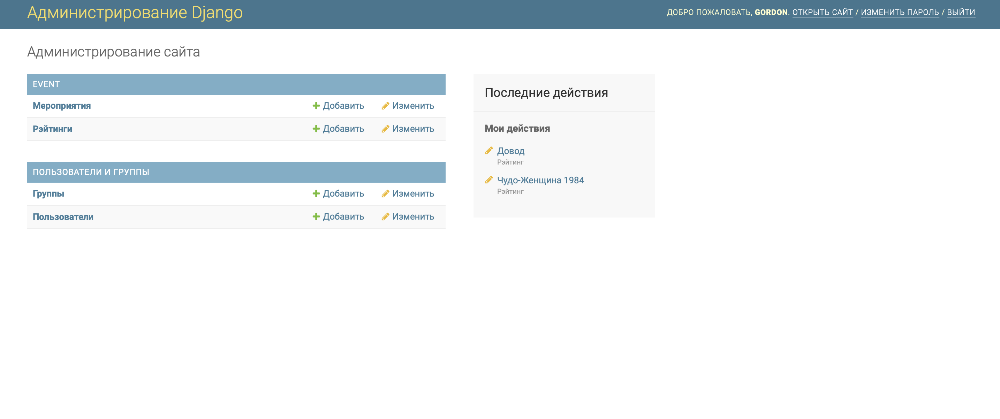 Администрирование Django
ДОБРО ПОЖАЛОВАТЬ, GORDON. ОТКРЫТЬ САЙТ / ИЗМЕНИТЬ ПАРОЛЬ / ВЫЙТИ
Администрирование сайта
EVENT
Мероприятия Добавить Изменить
Рэйтинги Добавить Изменить
ПОЛЬЗОВАТЕЛИ И ГРУППЫ
Группы Добавить Изменить
Пользователи Добавить Изменить
Последние действия
Мои действия
Довод
Рэйтинг
Чудо-Женщина 1984
Рэйтинг